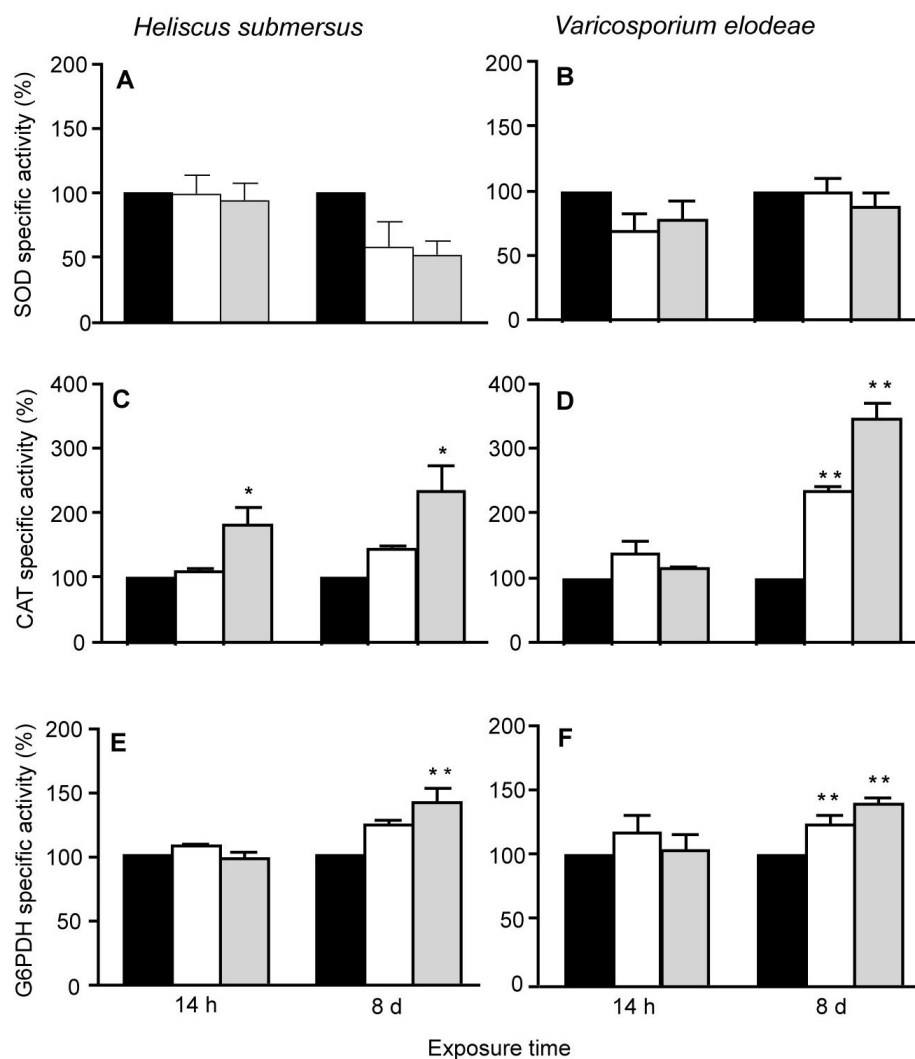 Heliscus submersus
Varicosporium elodeae
SOD specific activity (%)
A
200
150
100
50
0
B
200
150
100
50
0
CAT specific activity (%)
C
400
300
200
100
0
*
*
D
400
300
200
100
0
**
**
G6PDH specific activity (%)
E
200
150
100
50
0
**
14 h
8 d
F
200
150
100
50
0
**
**
14 h
8 d
Exposure time